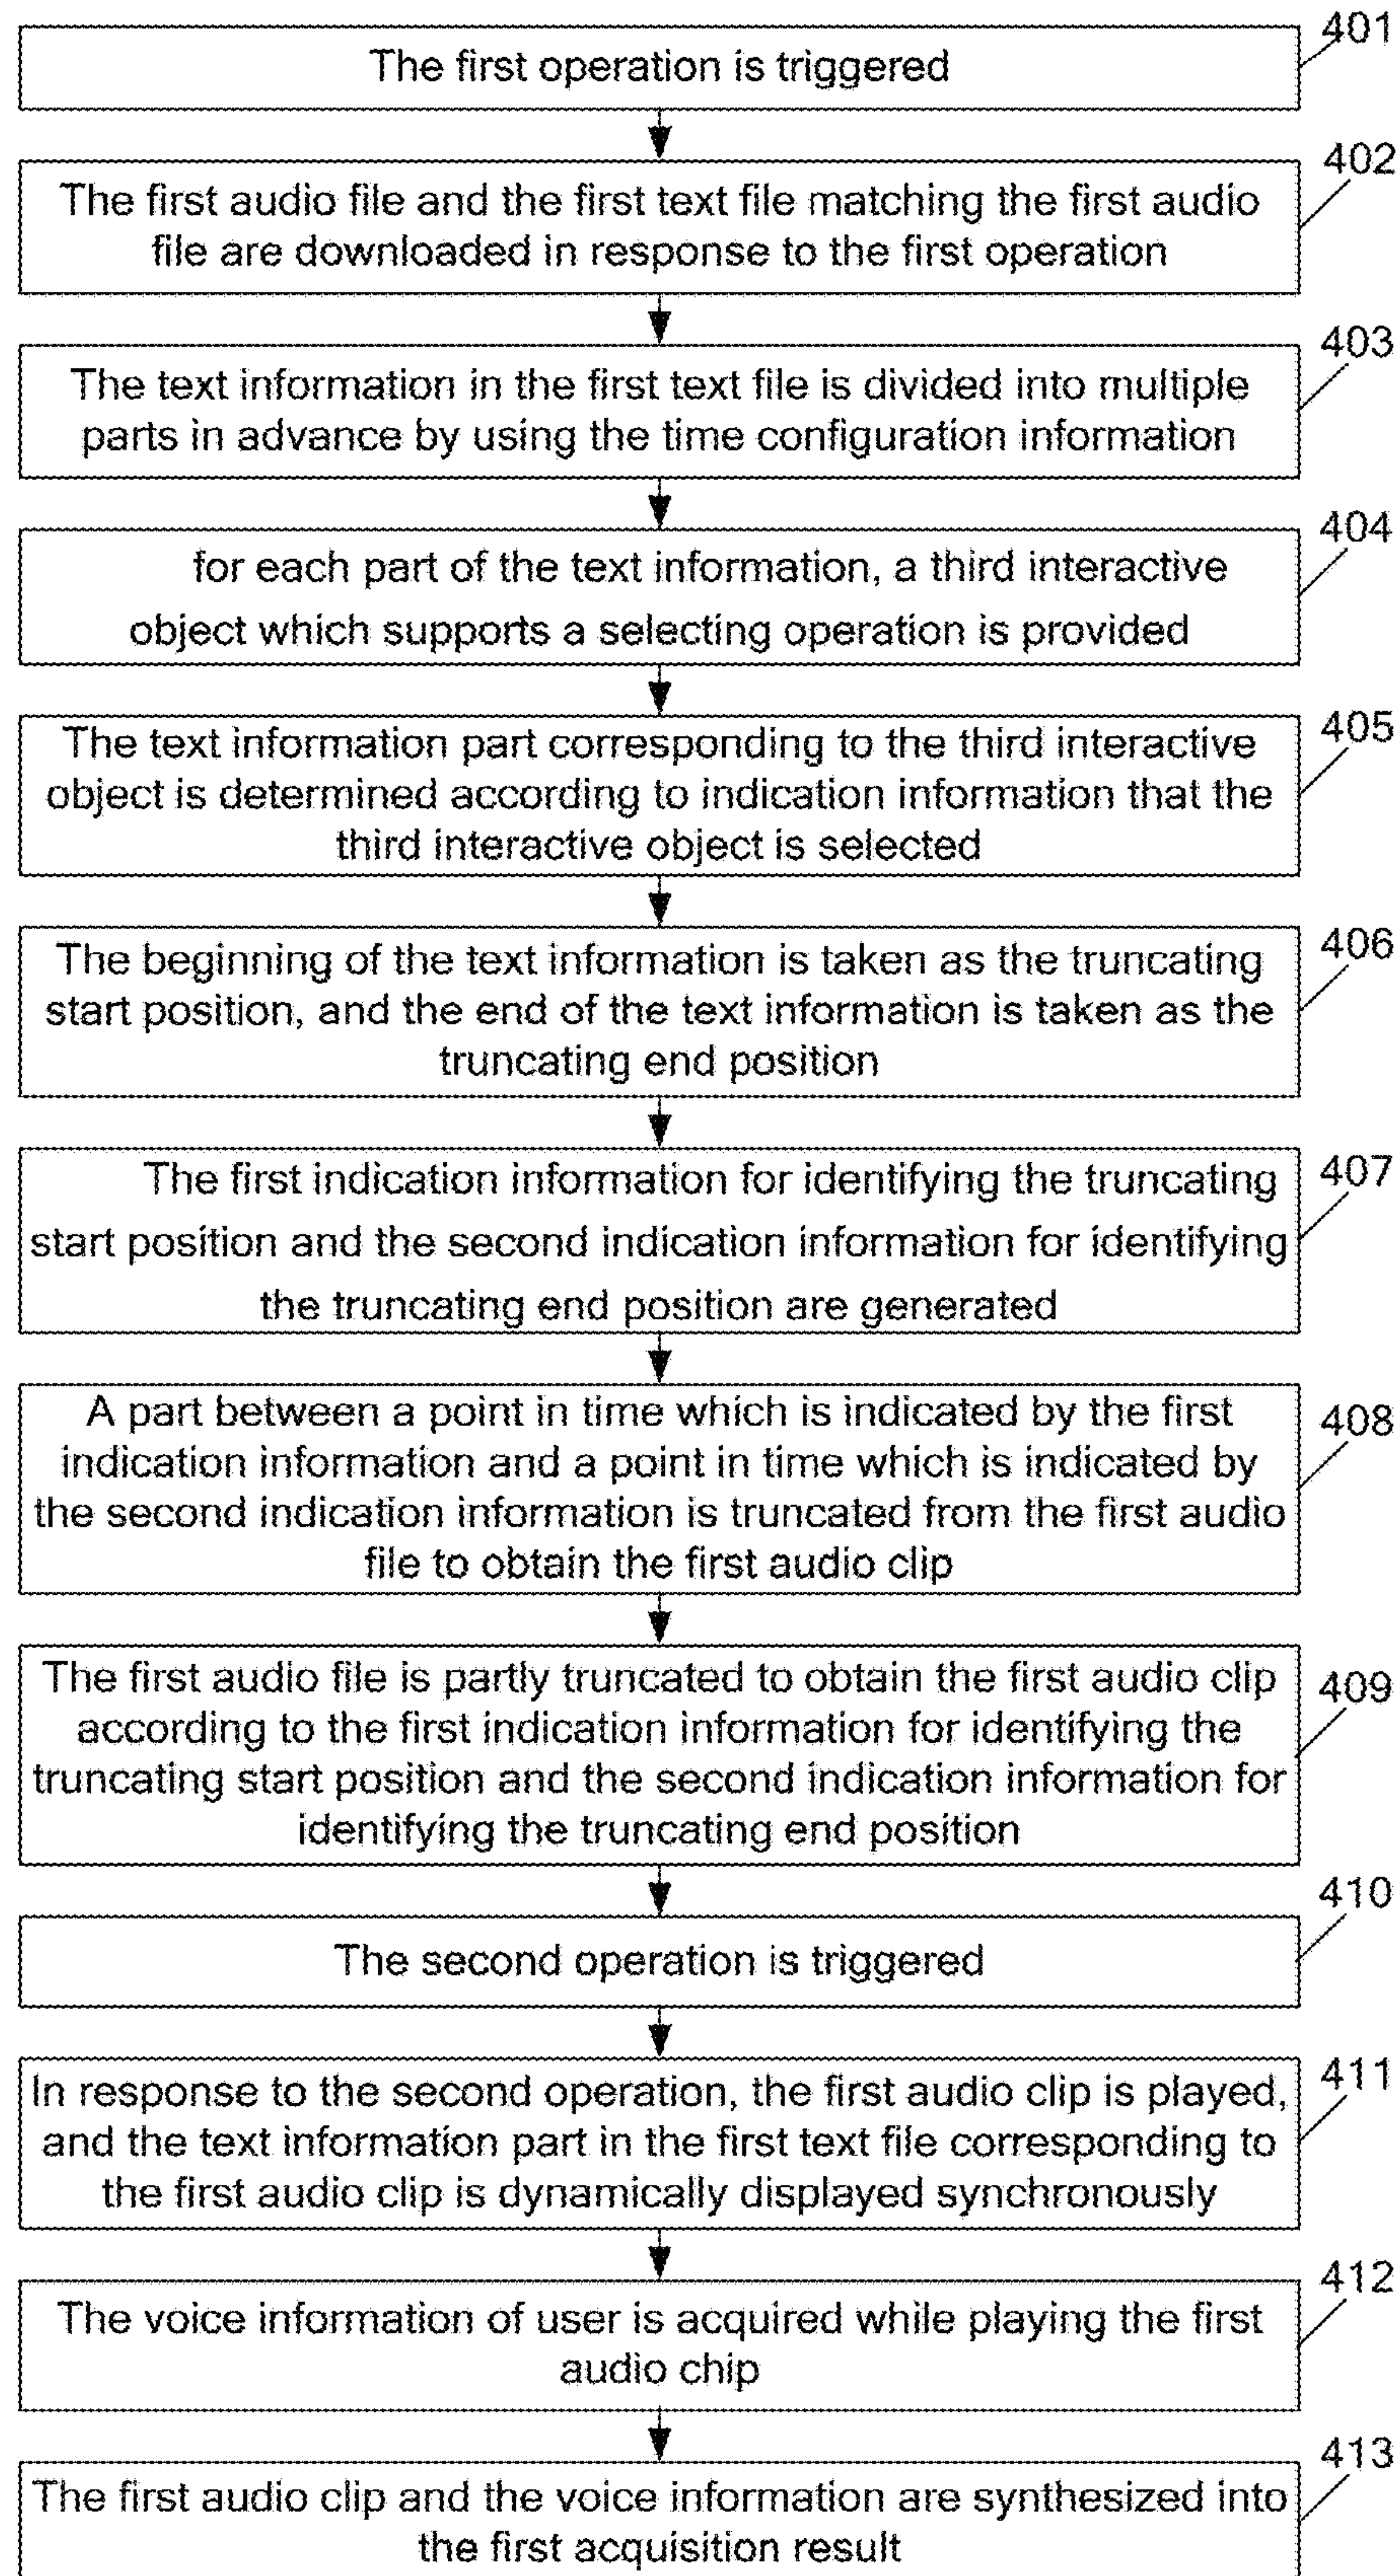 401
The first operation is triggered
402
The first audio file and the first text file matching the first audio
file are downloaded in response to the first operation
403
The text information in the first text file is divided into multiple
parts in advance by using the time configuration information
404
for each part of the text information, a third interactive
object which supports a selecting operation is provided
405
The text information part corresponding to the third interactive
object is determined according to indication information that the
third interactive object is selected
406
The beginning of the text information is taken as the truncating
start position, and the end of the text information is taken as the
truncating end position
407
The first indication information for identifying the truncating
start position and the second indication information for identifying
the truncating end position are generated
408
A part between a point in time which is indicated by the first
indication information and a point in time which is indicated by
the second indication information is truncated from the first audio
file to obtain the first audio clip
409
The first audio file is partly truncated to obtain the first audio clip
according to the first indication information for identifying the
truncating start position and the second indication information for
identifying the truncating end position
410
The second operation is triggered
411
In response to the second operation, the first audio clip is played,
and the text information part in the first text file corresponding to
the first audio clip is dynamically displayed synchronously
412
The voice information of user is acquired while playing the first
audio chip
413
The first audio clip and the voice information are synthesized into
the first acquisition result